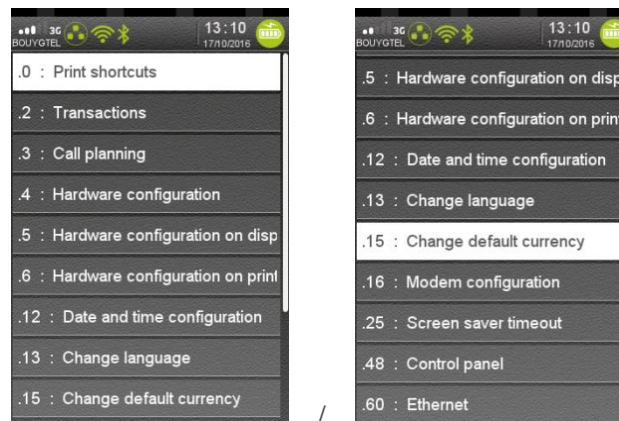 3G
BOUYGTEL
13:10
17/10/2016
.0 : Print shortcuts
.2 : Transactions
.3 : Call planning
.4 : Hardware configuration
.5 : Hardware configuration on disp
.6 : Hardware configuration on print
.12 : Date and time configuration
.13 : Change language
.15 : Change default currency
/
3G
BOUYGTEL
13:10
17/10/2016
.5 : Hardware configuration on disp
.6 : Hardware configuration on print
.12 : Date and time configuration
.13 : Change language
.15 : Change default currency
.16 : Modem configuration
.25 : Screen saver timeout
.48 : Control panel
.60 : Ethernet